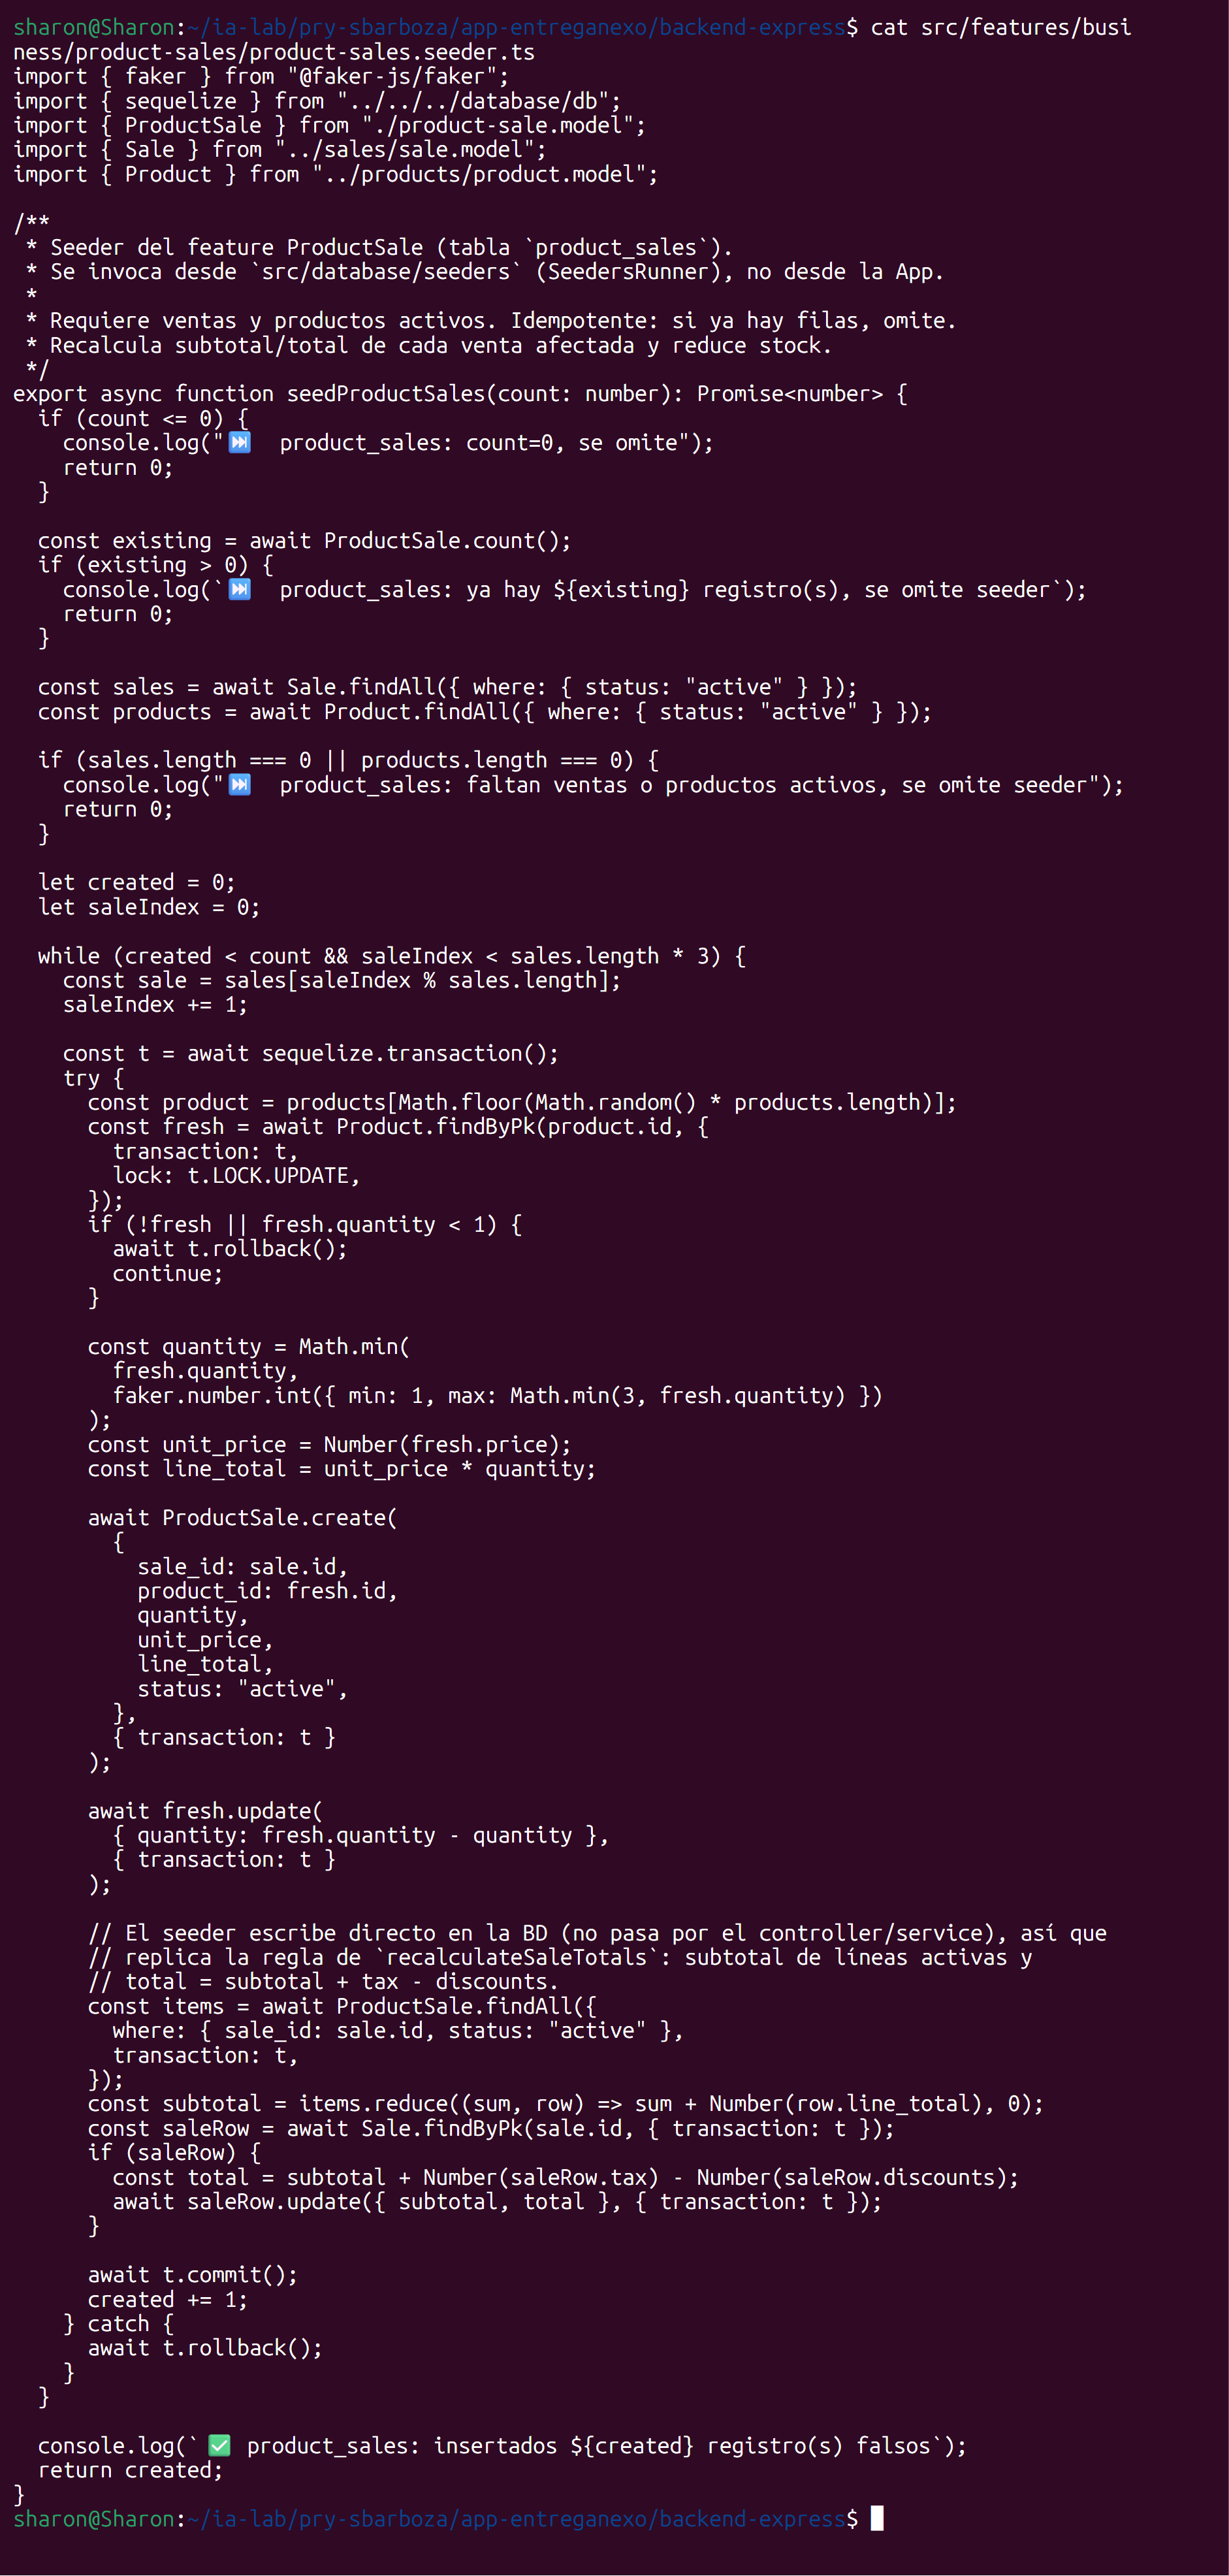 sharon@Sharon:~/ia-lab/pry-sbarboza/app-entreganexo/backend-express$ cat src/features/busi
ness/product-sales/product-sales.seeder.ts
import { faker } from "@faker-js/faker";
import { sequelize } from "../../../database/db";
import { ProductSale } from "./product-sale.model";
import { Sale } from "../sales/sale.model";
import { Product } from "../products/product.model";

/**
 * Seeder del feature ProductSale (tabla `product_sales`).
 * Se invoca desde `src/database/seeders` (SeedersRunner), no desde la App.
 *
 * Requiere ventas y productos activos. Idempotente: si ya hay filas, omite.
 * Recalcula subtotal/total de cada venta afectada y reduce stock.
 */
export async function seedProductSales(count: number): Promise<number> {
  if (count <= 0) {
    console.log("⏭️  product_sales: count=0, se omite");
    return 0;
  }

  const existing = await ProductSale.count();
  if (existing > 0) {
    console.log(`⏭️  product_sales: ya hay ${existing} registro(s), se omite seeder`);
    return 0;
  }

  const sales = await Sale.findAll({ where: { status: "active" } });
  const products = await Product.findAll({ where: { status: "active" } });

  if (sales.length === 0 || products.length === 0) {
    console.log("⏭️  product_sales: faltan ventas o productos activos, se omite seeder");
    return 0;
  }

  let created = 0;
  let saleIndex = 0;

  while (created < count && saleIndex < sales.length * 3) {
    const sale = sales[saleIndex % sales.length];
    saleIndex += 1;

    const t = await sequelize.transaction();
    try {
      const product = products[Math.floor(Math.random() * products.length)];
      const fresh = await Product.findByPk(product.id, {
        transaction: t,
        lock: t.LOCK.UPDATE,
      });
      if (!fresh || fresh.quantity < 1) {
        await t.rollback();
        continue;
      }

      const quantity = Math.min(
        fresh.quantity,
        faker.number.int({ min: 1, max: Math.min(3, fresh.quantity) })
      );
      const unit_price = Number(fresh.price);
      const line_total = unit_price * quantity;

      await ProductSale.create(
        {
          sale_id: sale.id,
          product_id: fresh.id,
          quantity,
          unit_price,
          line_total,
          status: "active",
        },
        { transaction: t }
      );

      await fresh.update(
        { quantity: fresh.quantity - quantity },
        { transaction: t }
      );

      // El seeder escribe directo en la BD (no pasa por el controller/service), así que
      // replica la regla de `recalculateSaleTotals`: subtotal de líneas activas y
      // total = subtotal + tax - discounts.
      const items = await ProductSale.findAll({
        where: { sale_id: sale.id, status: "active" },
        transaction: t,
      });
      const subtotal = items.reduce((sum, row) => sum + Number(row.line_total), 0);
      const saleRow = await Sale.findByPk(sale.id, { transaction: t });
      if (saleRow) {
        const total = subtotal + Number(saleRow.tax) - Number(saleRow.discounts);
        await saleRow.update({ subtotal, total }, { transaction: t });
      }

      await t.commit();
      created += 1;
    } catch {
      await t.rollback();
    }
  }

  console.log(`✅ product_sales: insertados ${created} registro(s) falsos`);
  return created;
}
sharon@Sharon:~/ia-lab/pry-sbarboza/app-entreganexo/backend-express$